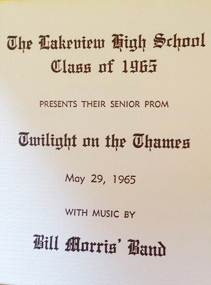 The Lakeview High School
Class of 1965
PRESENTS THEIR SENIOR PROM
Twilight on the Thames
May 29, 1965
WITH MUSIC BY
Bill Morris' Band